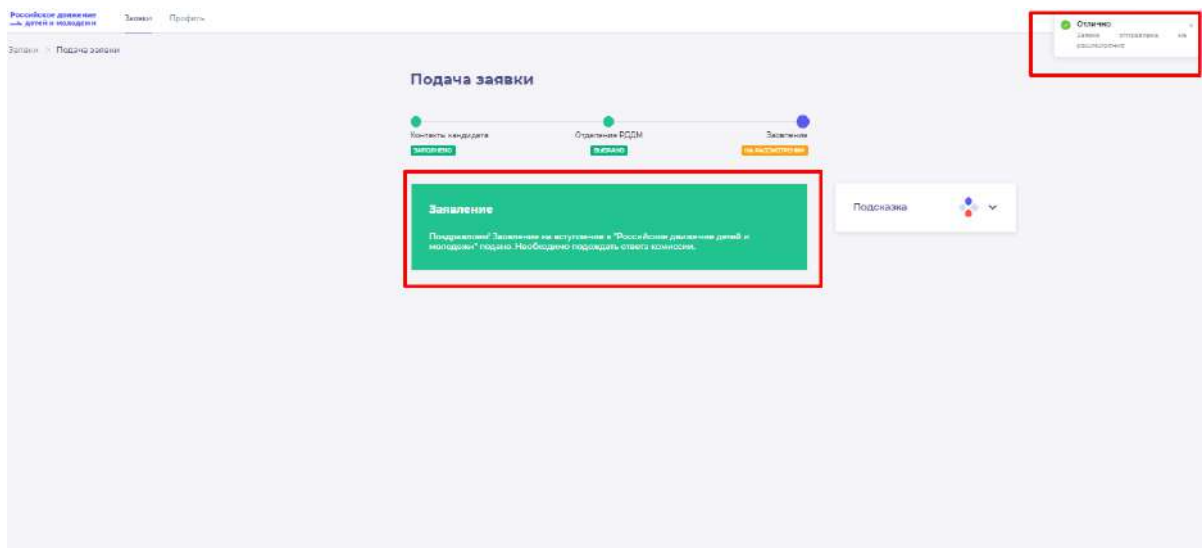 Российское движение
детей и молодежи
Заявки Профиль
Отлично
Заявка отправлена на
рассмотрение
Заявки > Подача заявки
Подача заявки
Контакты кандидата Отделение РДДМ Заявление
ЗАПОЛНЕНО ВЫБРАНО НА РАССМОТРЕНИИ
Заявление
Поздравляем! Заявление на вступление в "Российское движение детей и
молодежи" подано. Необходимо подождать ответа комиссии.
Подсказка